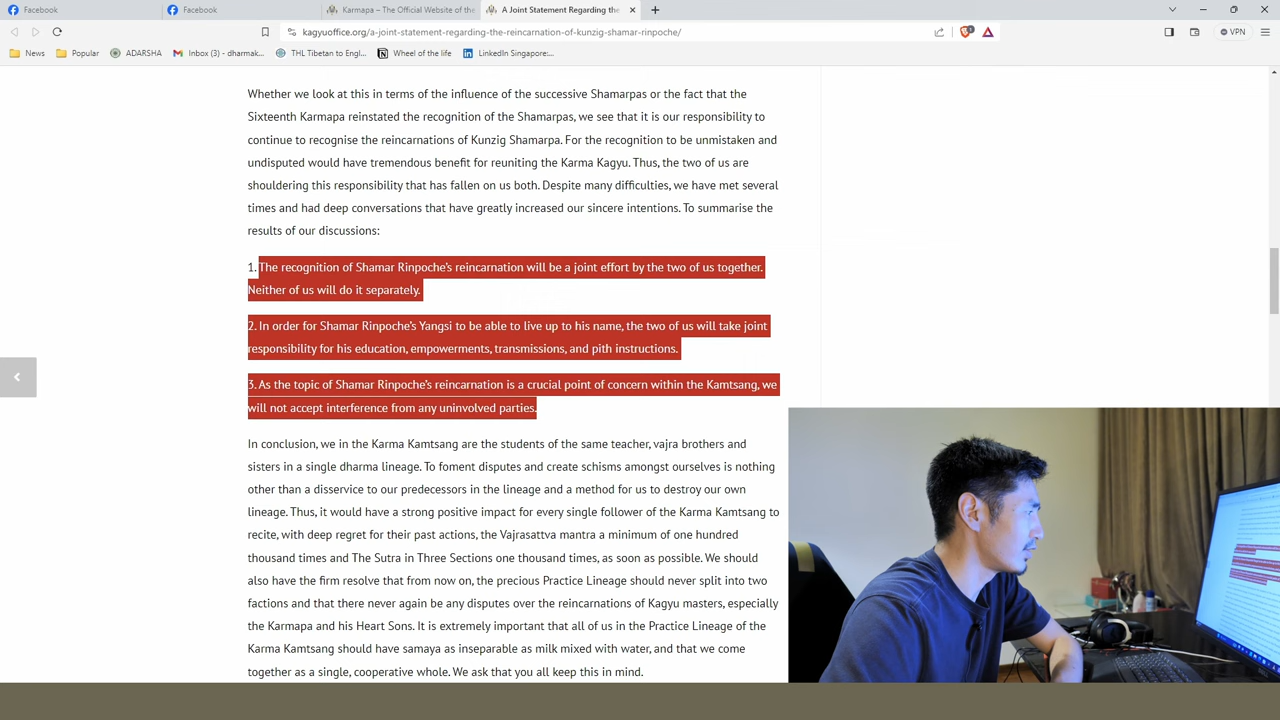 Facebook
Facebook
Karmapa – The Official Website of the
A Joint Statement Regarding the
kagyuoffice.org/a-joint-statement-regarding-the-reincarnation-of-kunzig-shamar-rinpoche/
1
VPN
News
Popular
ADARSHA
Inbox (3) - dharmak...
THL Tibetan to Engl...
Wheel of the life
LinkedIn Singapore:...
Whether we look at this in terms of the influence of the successive Shamarpas or the fact that the
Sixteenth Karmapa reinstated the recognition of the Shamarpas, we see that it is our responsibility to
continue to recognise the reincarnations of Kunzig Shamarpa. For the recognition to be unmistaken and
undisputed would have tremendous benefit for reuniting the Karma Kagyu. Thus, the two of us are
shouldering this responsibility that has fallen on us both. Despite many difficulties, we have met several
times and had deep conversations that have greatly increased our sincere intentions. To summarise the
results of our discussions:
1. The recognition of Shamar Rinpoche's reincarnation will be a joint effort by the two of us together.
Neither of us will do it separately.
2. In order for Shamar Rinpoche's Yangsi to be able to live up to his name, the two of us will take joint
responsibility for his education, empowerments, transmissions, and pith instructions.
3. As the topic of Shamar Rinpoche's reincarnation is a crucial point of concern within the Kamtsang, we
will not accept interference from any uninvolved parties.
In conclusion, we in the Karma Kamtsang are the students of the same teacher, vajra brothers and
sisters in a single dharma lineage. To foment disputes and create schisms amongst ourselves is nothing
other than a disservice to our predecessors in the lineage and a method for us to destroy our own
lineage. Thus, it would have a strong positive impact for every single follower of the Karma Kamtsang to
recite, with deep regret for their past actions, the Vajrasattva mantra a minimum of one hundred
thousand times and The Sutra in Three Sections one thousand times, as soon as possible. We should
also have the firm resolve that from now on, the precious Practice Lineage should never split into two
factions and that there never again be any disputes over the reincarnations of Kagyu masters, especially
the Karmapa and his Heart Sons. It is extremely important that all of us in the Practice Lineage of the
Karma Kamtsang should have samaya as inseparable as milk mixed with water, and that we come
together as a single, cooperative whole. We ask that you all keep this in mind.